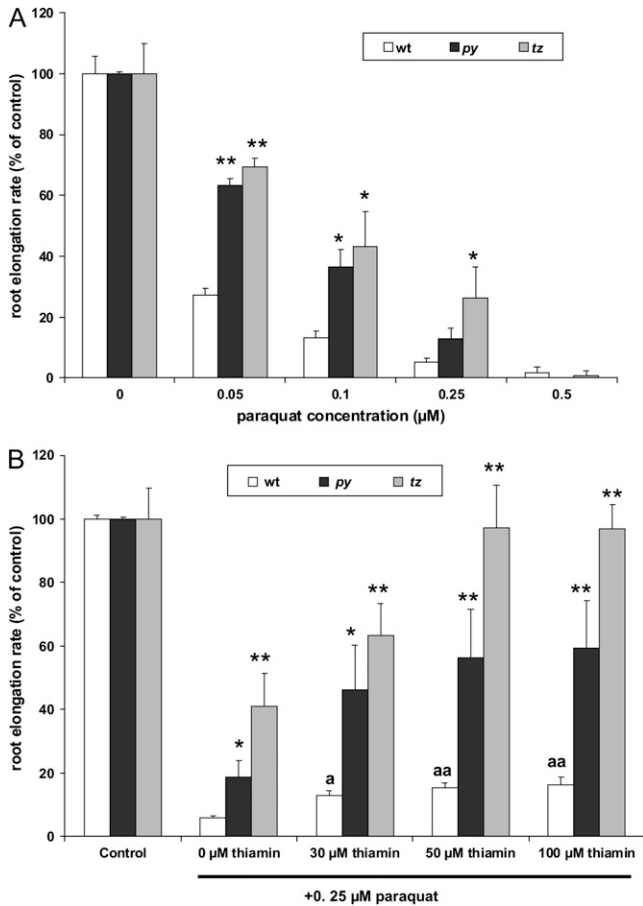 A
wt py tz
root elongation rate (% of control)
120
100
80
60
40
20
0
** **
* *
*
0 0.05 0.1 0.25 0.5
paraquat concentration (µM)
B
wt py tz
root elongation rate (% of control)
120
100
80
60
40
20
0
* **
a * **
aa ** **
aa ** **
Control 0 µM thiamin 30 µM thiamin 50 µM thiamin 100 µM thiamin
+0. 25 µM paraquat